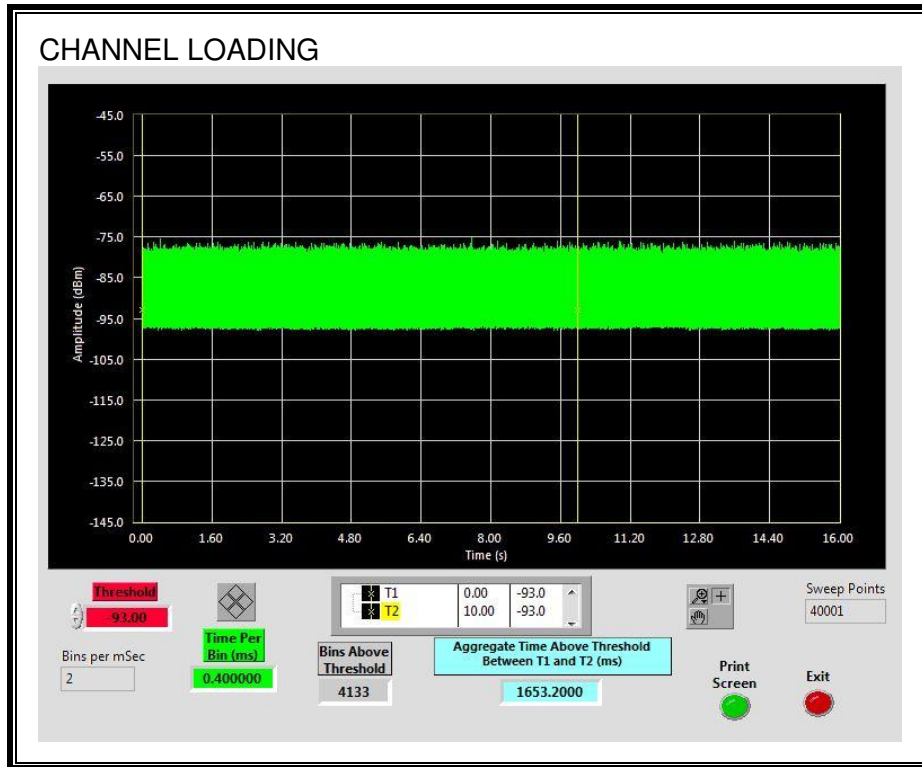 CHANNEL LOADING
-45.0
-55.0
-65.0
-75.0
-85.0
-95.0
-105.0
-115.0
-125.0
-135.0
-145.0
Amplitude (dBm)
0.00 1.60 3.20 4.80 6.40 8.00 9.60 11.20 12.80 14.40 16.00
Time (s)
Threshold
-93.00
Bins per mSec
2
Time Per
Bin (ms)
0.400000
T1 0.00 -93.0
T2 10.00 -93.0
Bins Above
Threshold
4133
Aggregate Time Above Threshold
Between T1 and T2 (ms)
1653.2000
Print
Screen
Sweep Points
40001
Exit